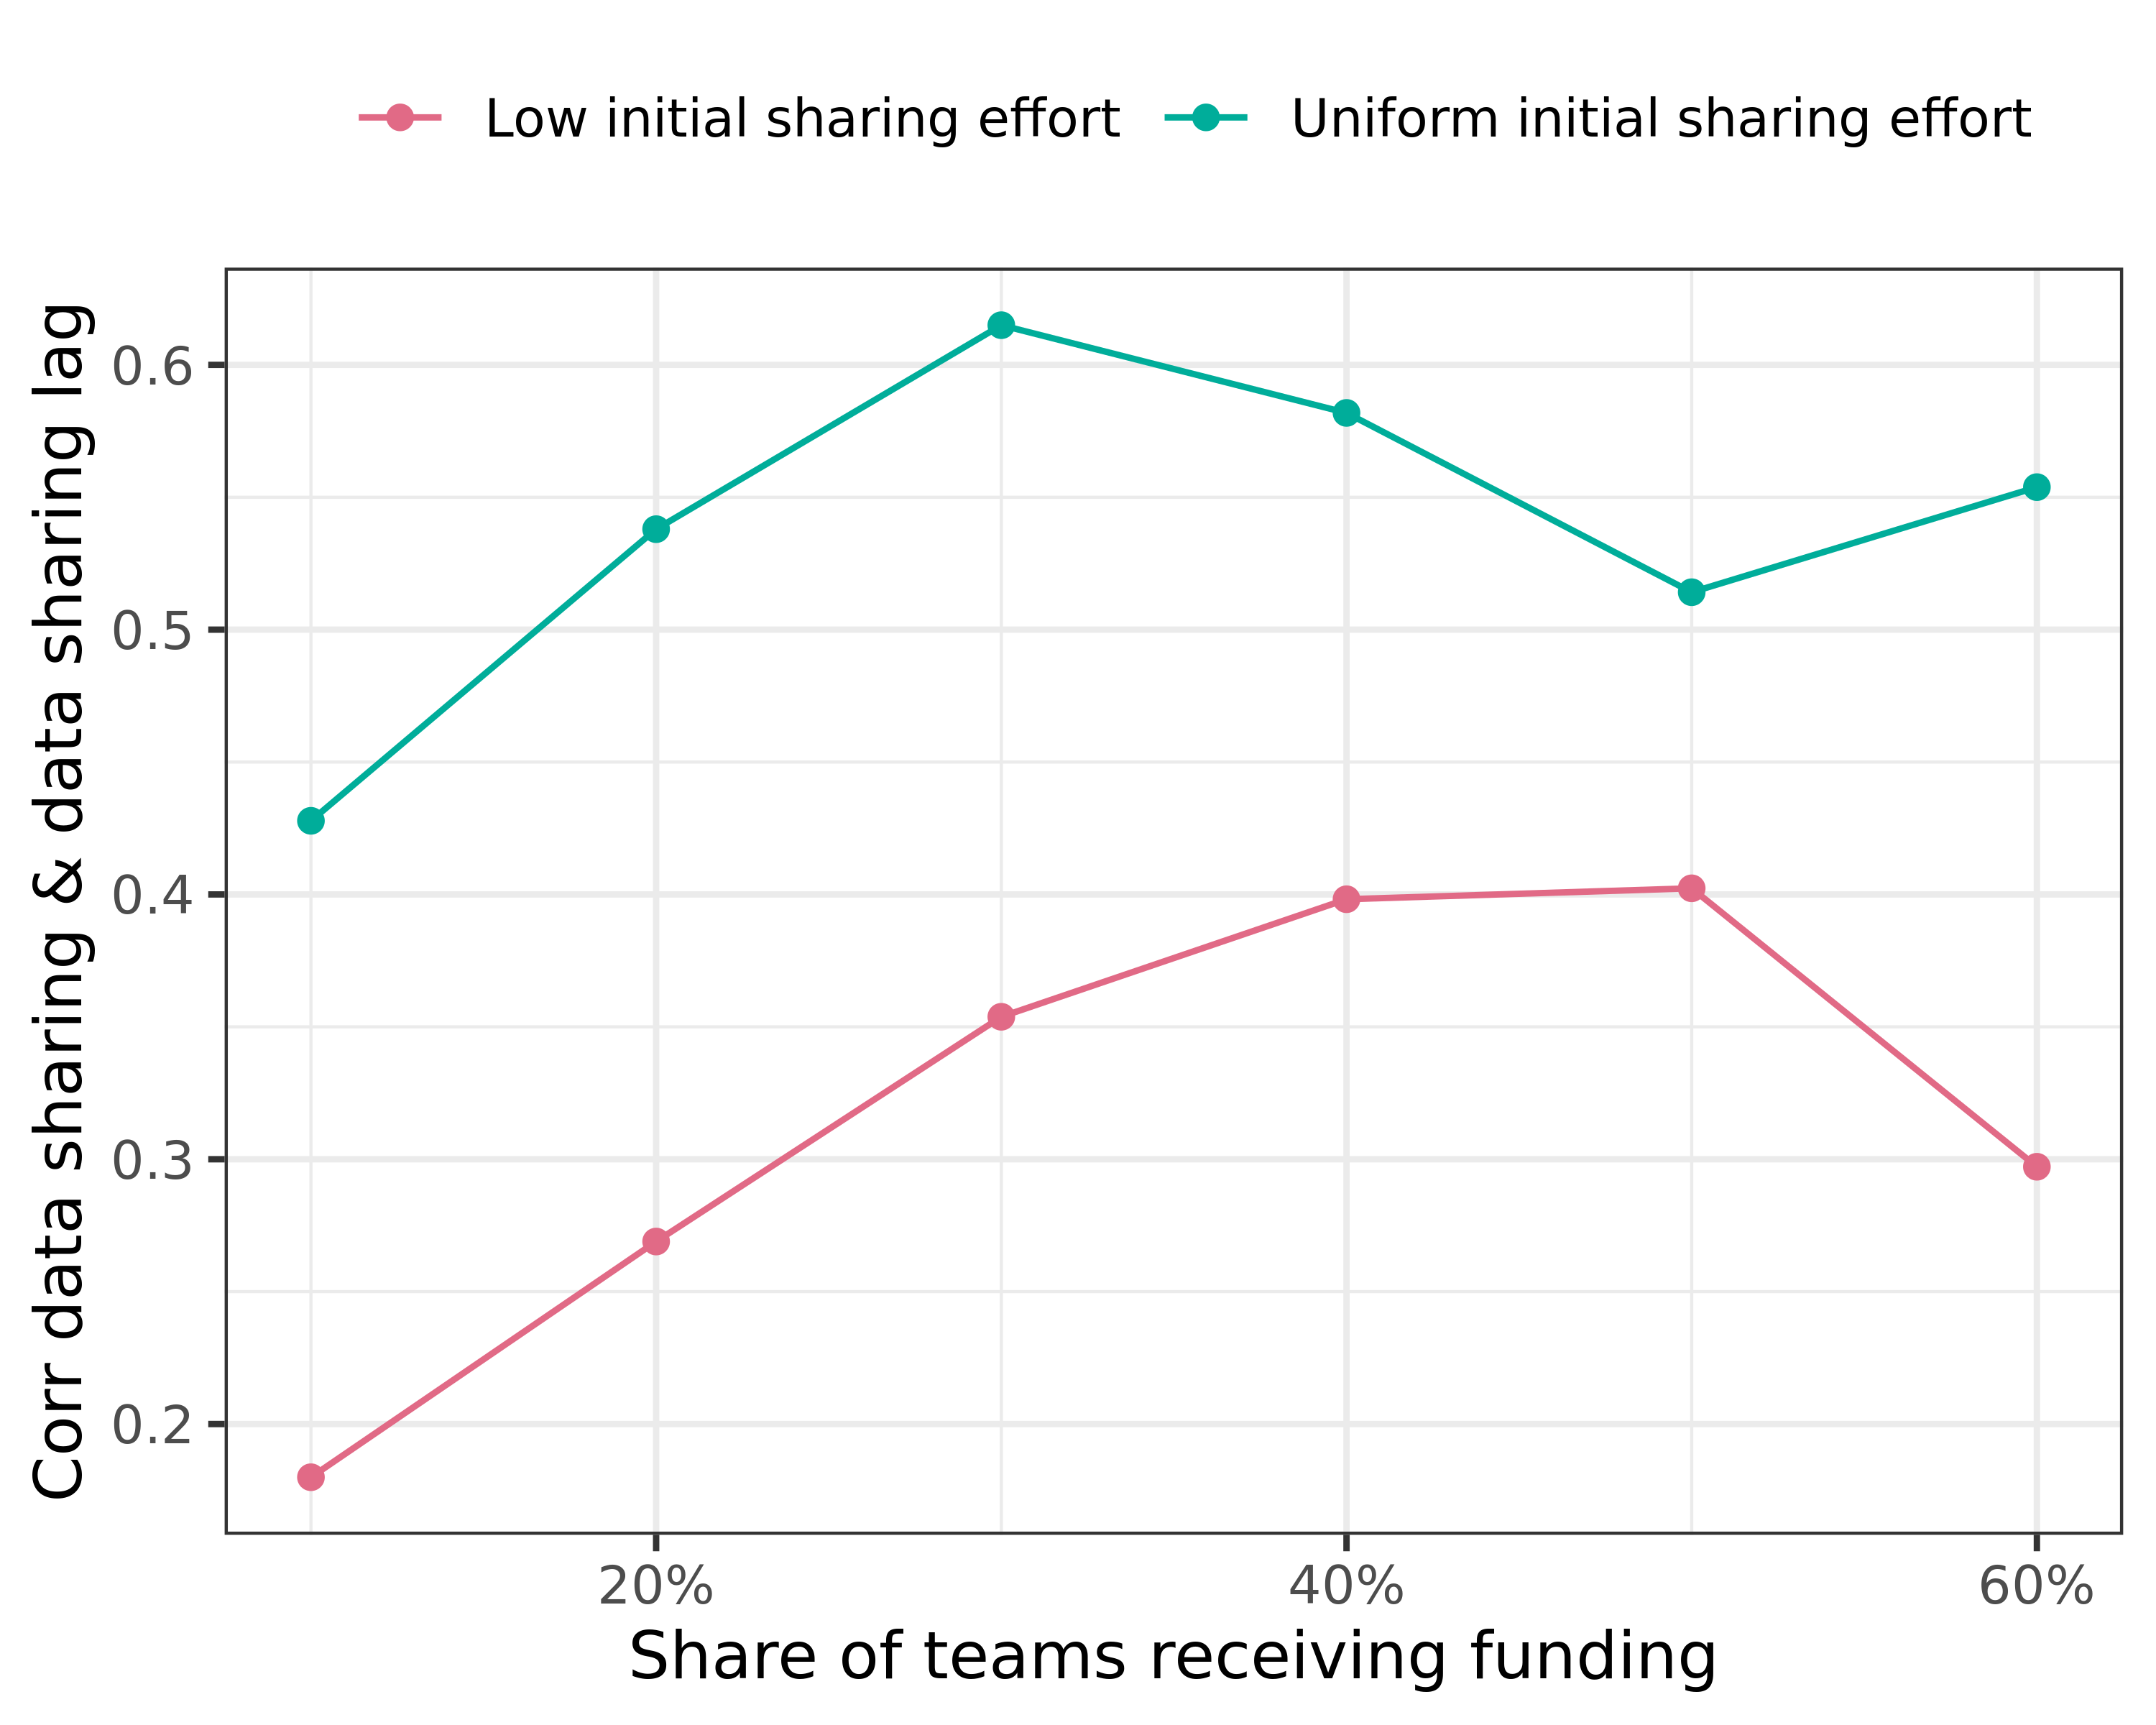 Low initial sharing effort
Uniform initial sharing effort
Corr data sharing & data sharing lag
0.6
0.5
0.4
0.3
0.2
20%
40%
60%
Share of teams receiving funding